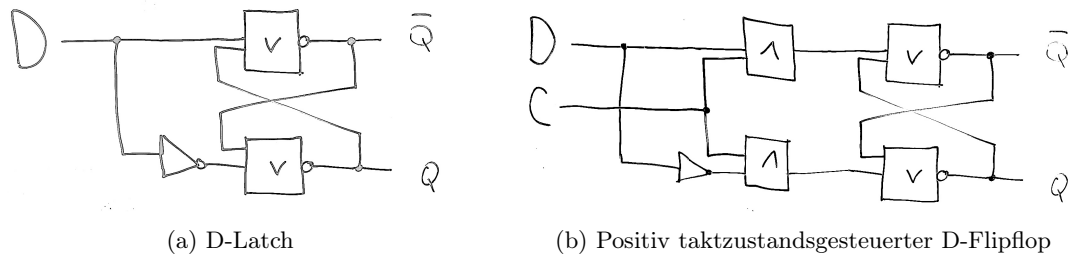 D
∨
Q̅
∨
Q
D
C
∧
∨
Q̅
∧
∨
Q
(a) D-Latch
(b) Positiv taktzustandsgesteuerter D-Flipflop